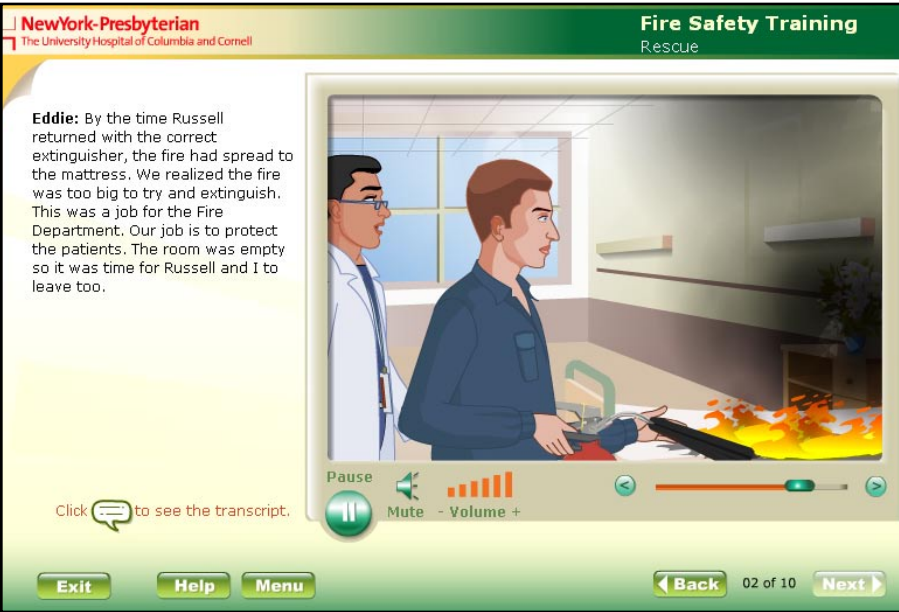 NewYork-Presbyterian
The University Hospital of Columbia and Cornell
Fire Safety Training
Rescue
Eddie: By the time Russell
returned with the correct
extinguisher, the fire had spread to
the mattress. We realized the fire
was too big to try and extinguish.
This was a job for the Fire
Department. Our job is to protect
the patients. The room was empty
so it was time for Russell and I to
leave too.
Click to see the transcript.
Pause
Mute - Volume +
< >
Exit Help Menu Back 02 of 10 Next